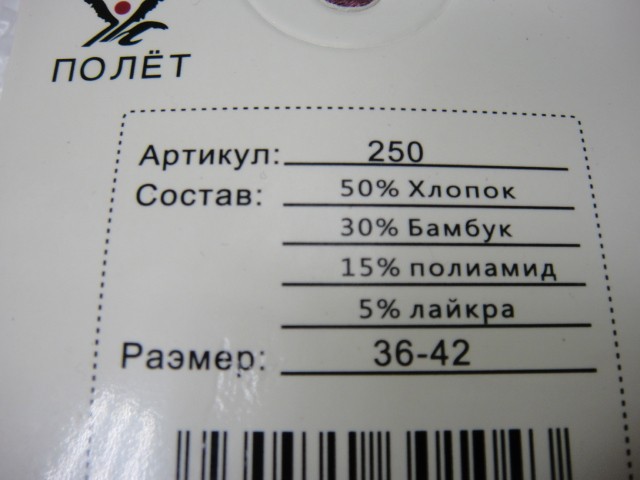 ПОЛЁТ
Артикул: 250
Состав: 50% Хлопок
30% Бамбук
15% полиамид
5% лайкра
Раэмер: 36-42